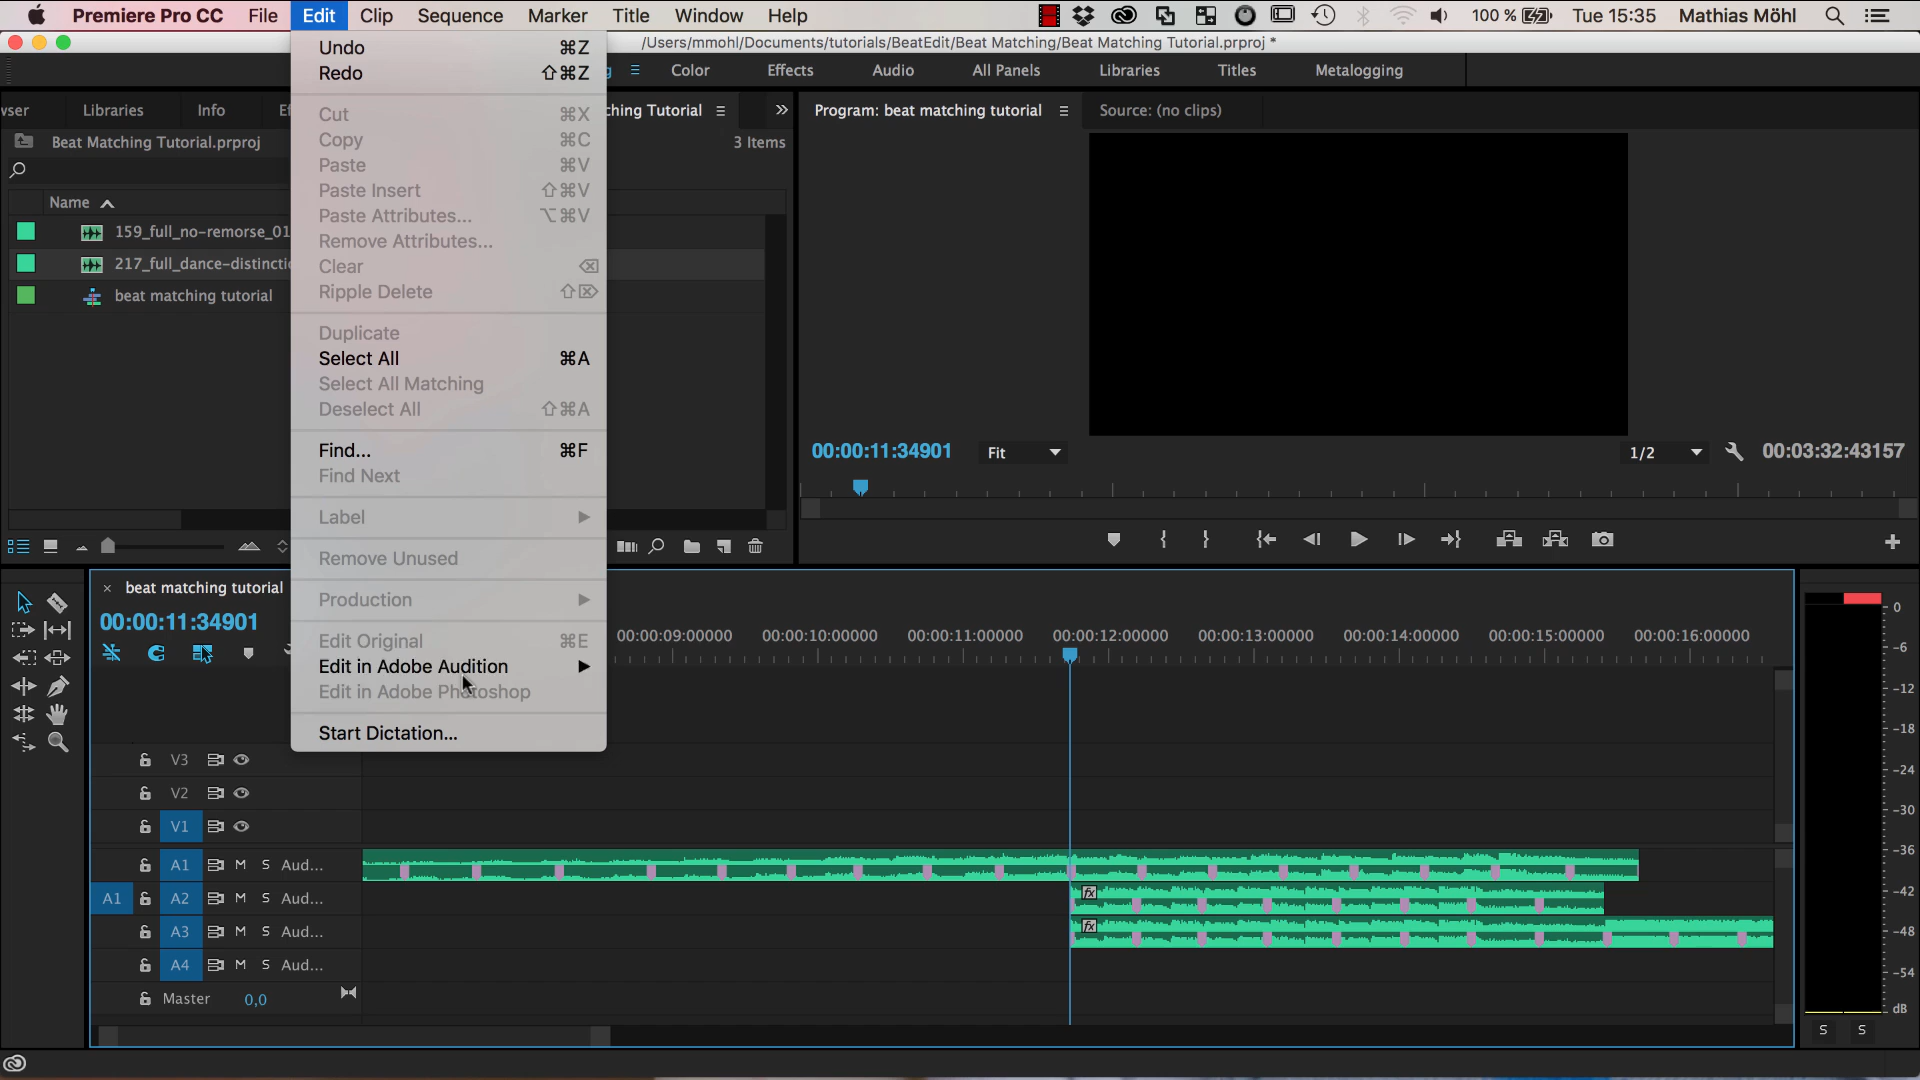 Premiere Pro CC File Edit Clip Sequence Marker Title Window Help 100 % Tue 15:35 Mathias Möhl
/Users/mmohl/Documents/tutorials/BeatEdit/Beat Matching/Beat Matching Tutorial.prproj *
g Color Effects Audio All Panels Libraries Titles Metalogging
wser Libraries Info Ef ching Tutorial
Beat Matching Tutorial.prproj 3 Items
Name
159_full_no-remorse_01
217_full_dance-distinctio
beat matching tutorial
Undo ⌘Z
Redo ⇧⌘Z
Cut ⌘X
Copy ⌘C
Paste ⌘V
Paste Insert ⇧⌘V
Paste Attributes... ⌥⌘V
Remove Attributes...
Clear ⌫
Ripple Delete ⇧⌦
Duplicate
Select All ⌘A
Select All Matching
Deselect All ⇧⌘A
Find... ⌘F
Find Next
Label
Remove Unused
Production
Edit Original ⌘E
Edit in Adobe Audition
Edit in Adobe Photoshop
Start Dictation...
Program: beat matching tutorial Source: (no clips)
00:00:11:34901 Fit 1/2 00:03:32:43157
× beat matching tutorial
00:00:11:34901
00:00:09:00000 00:00:10:00000 00:00:11:00000 00:00:12:00000 00:00:13:00000 00:00:14:00000 00:00:15:00000 00:00:16:00000
V3
V2
V1
A1 M S Aud...
A1 A2 M S Aud...
fx
A3 M S Aud...
fx
A4 M S Aud...
Master 0,0
0
-6
-12
-18
-24
-30
-36
-42
-48
-54
dB
S S